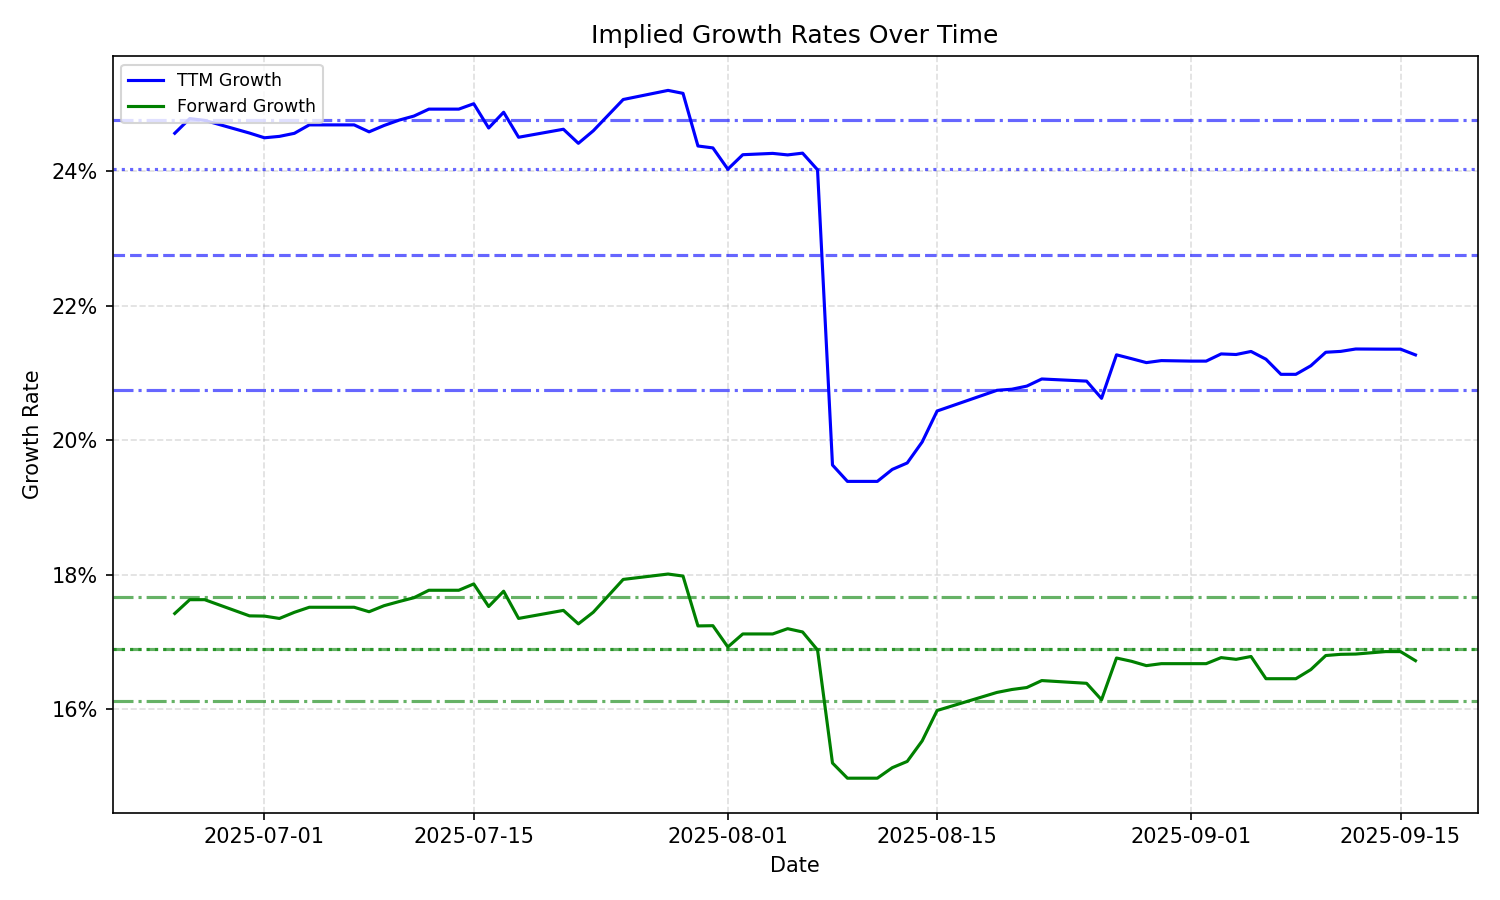 Implied Growth Rates Over Time
TTM Growth
Forward Growth
24%
22%
20%
18%
16%
Growth Rate
2025-07-01
2025-07-15
2025-08-01
2025-08-15
2025-09-01
2025-09-15
Date